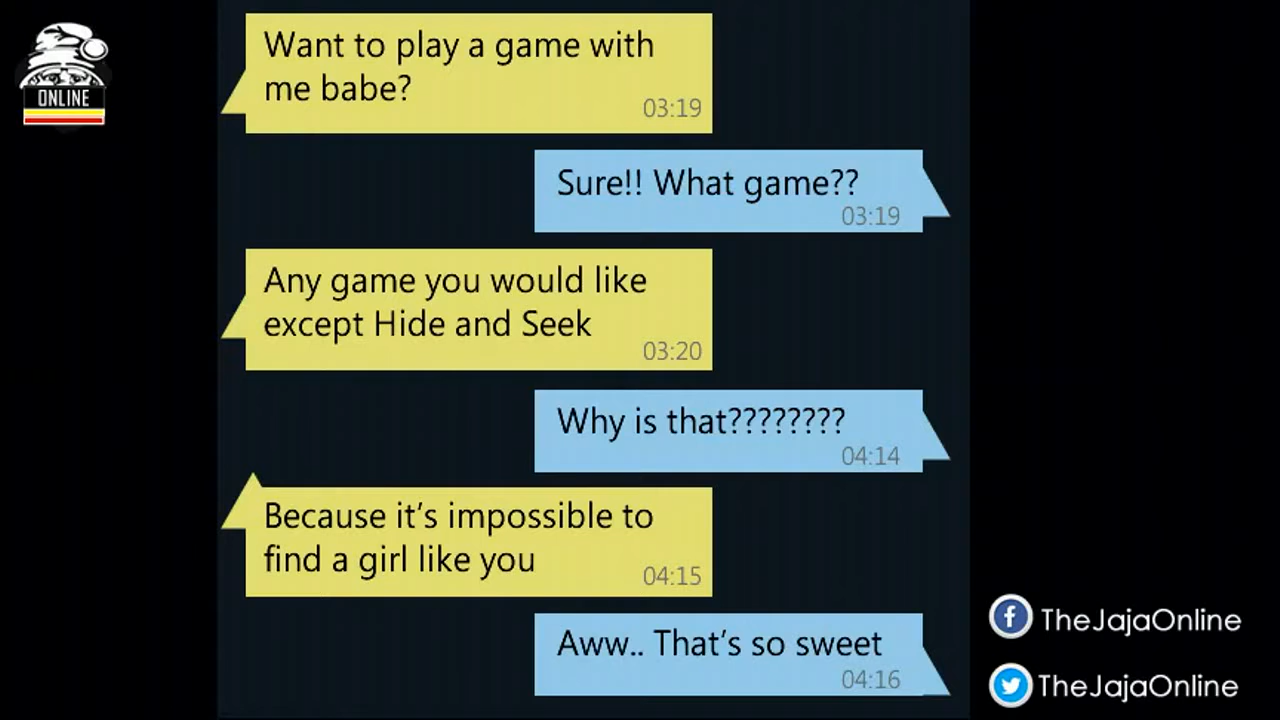 ONLINE
Want to play a game with
me babe?
03:19
Sure!! What game??
03:19
Any game you would like
except Hide and Seek
03:20
Why is that????????
04:14
Because it's impossible to
find a girl like you
04:15
Aww.. That's so sweet
04:16
TheJajaOnline
TheJajaOnline